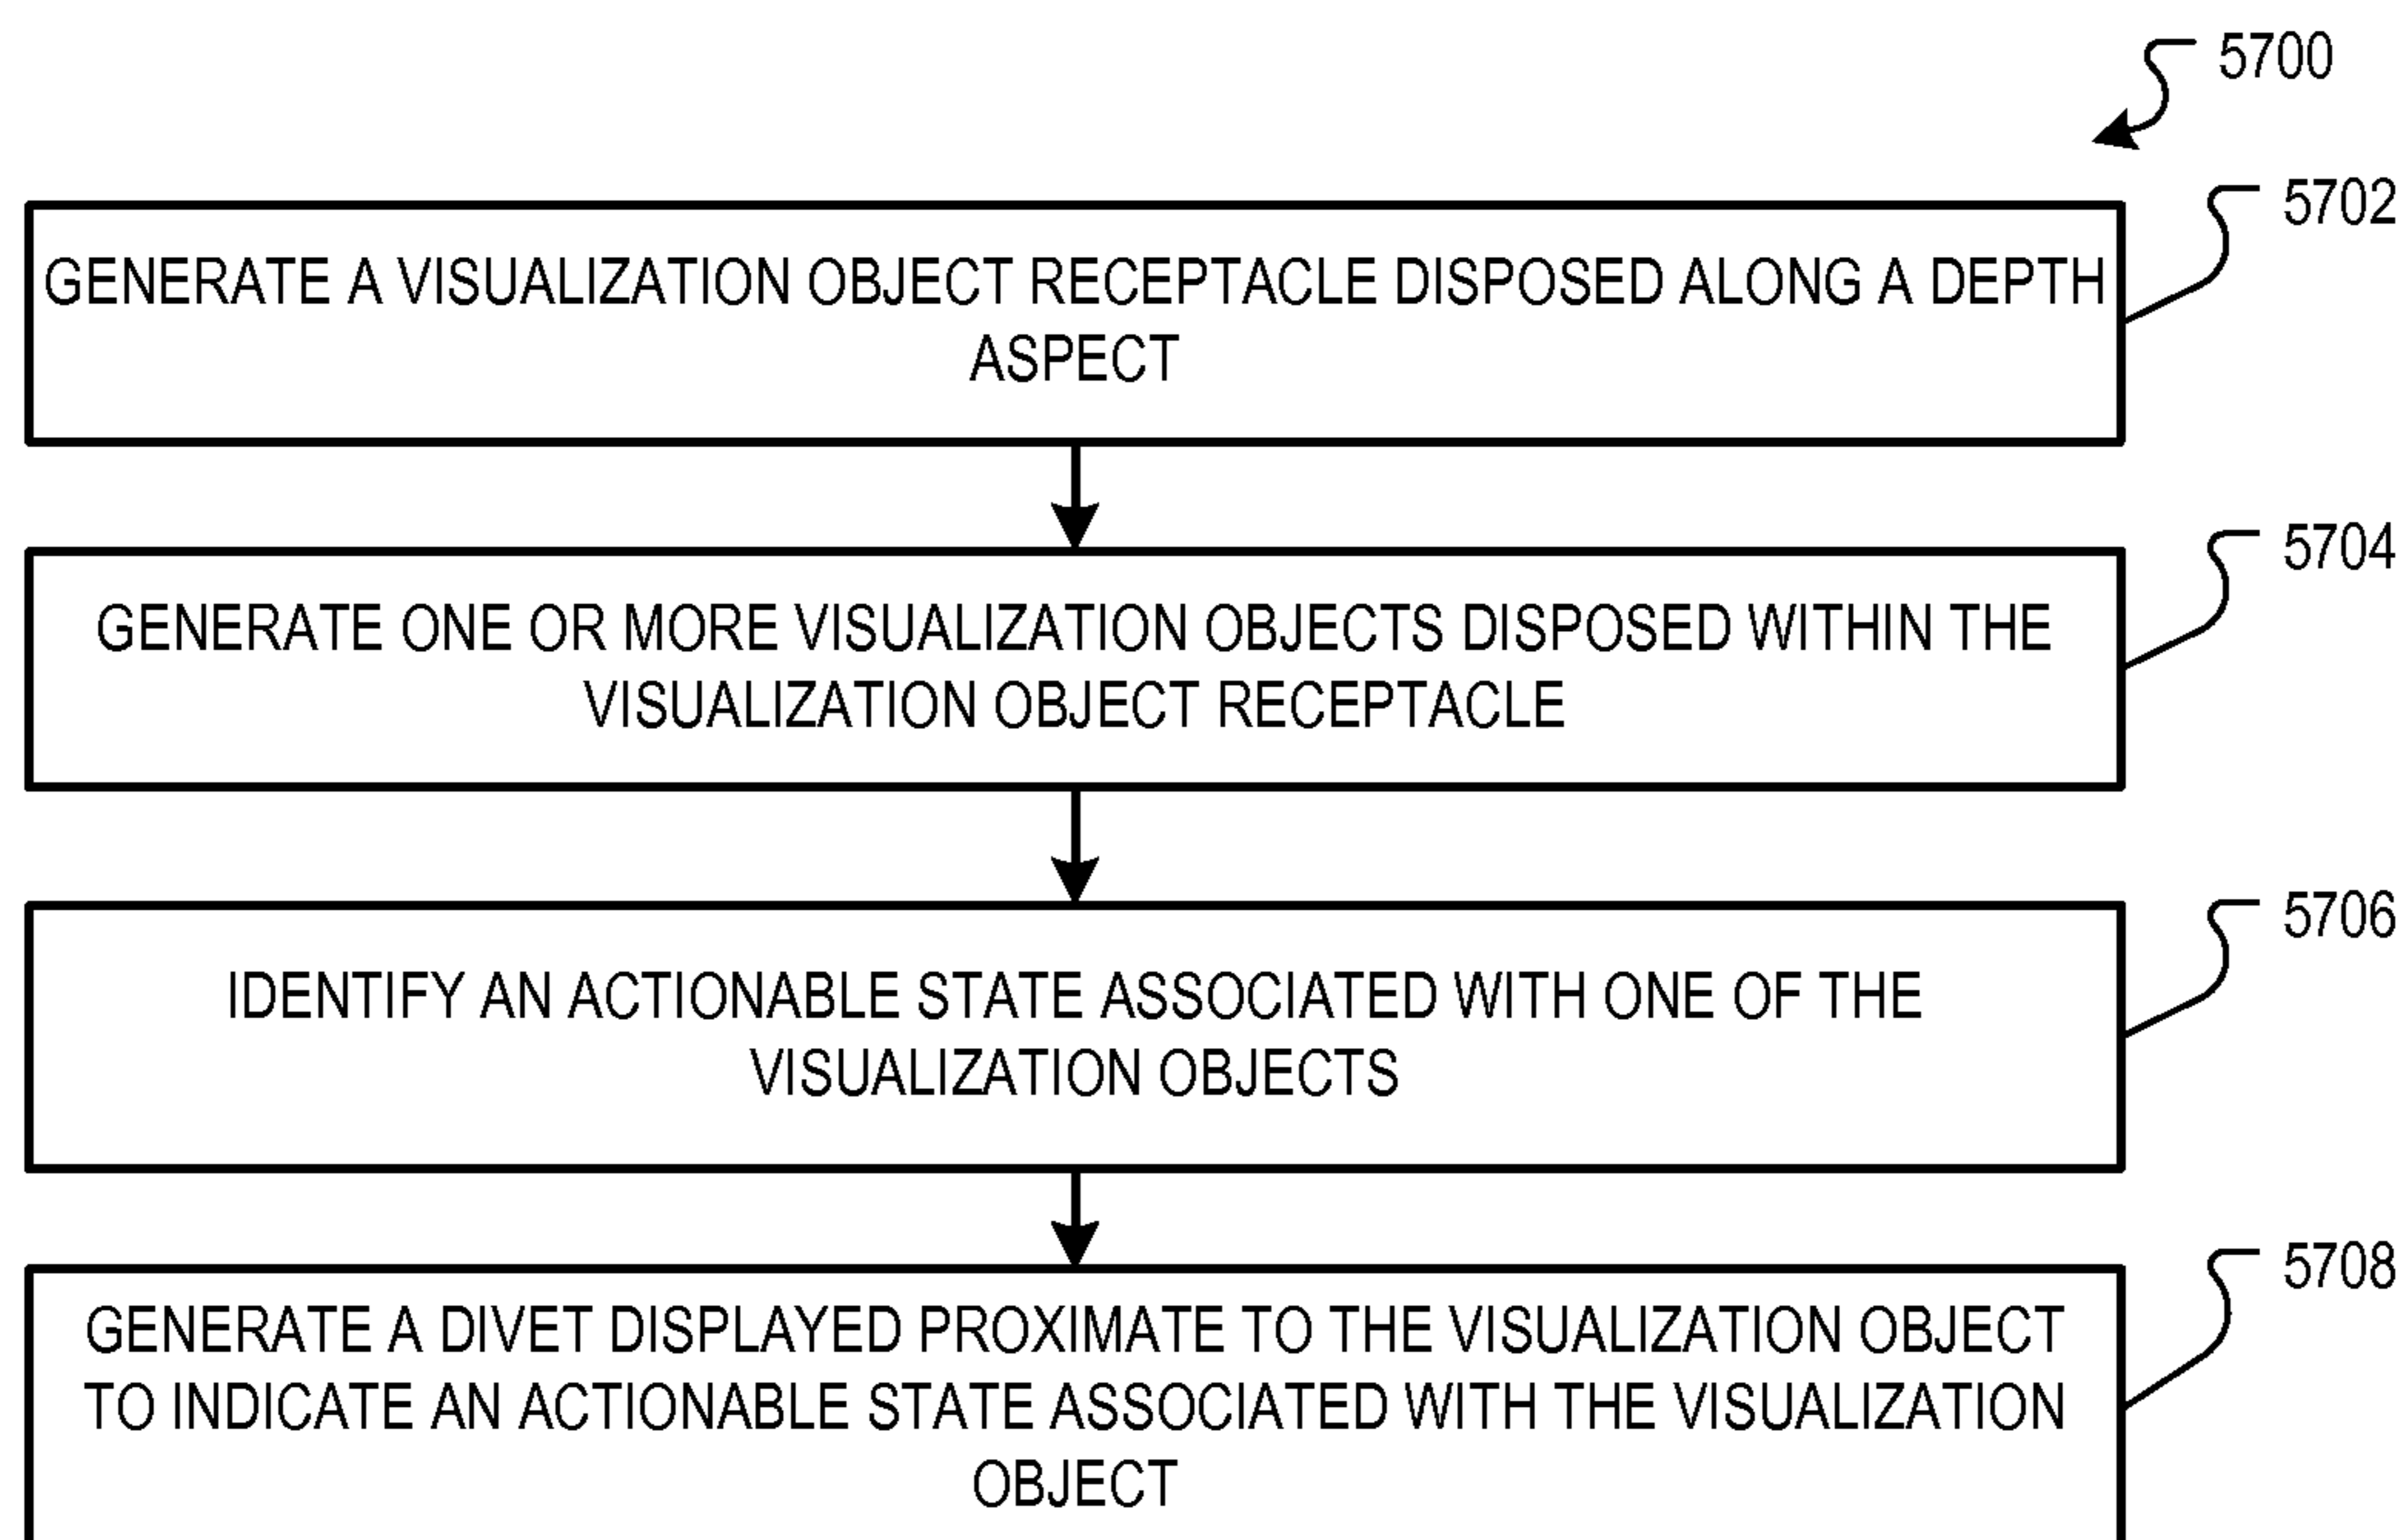 5700
5702
GENERATE A VISUALIZATION OBJECT RECEPTACLE DISPOSED ALONG A DEPTH
ASPECT
5704
GENERATE ONE OR MORE VISUALIZATION OBJECTS DISPOSED WITHIN THE
VISUALIZATION OBJECT RECEPTACLE
5706
IDENTIFY AN ACTIONABLE STATE ASSOCIATED WITH ONE OF THE
VISUALIZATION OBJECTS
5708
GENERATE A DIVET DISPLAYED PROXIMATE TO THE VISUALIZATION OBJECT
TO INDICATE AN ACTIONABLE STATE ASSOCIATED WITH THE VISUALIZATION
OBJECT